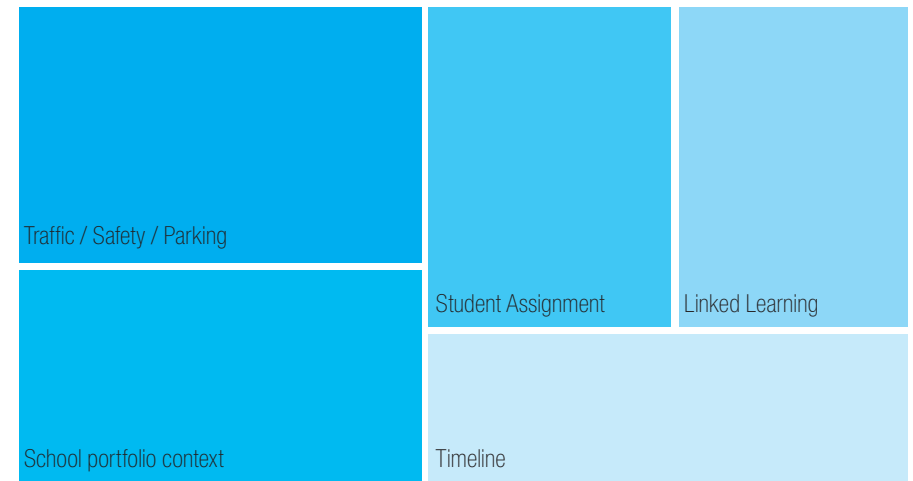 Traffic / Safety / Parking
Student Assignment
Linked Learning
School portfolio context
Timeline